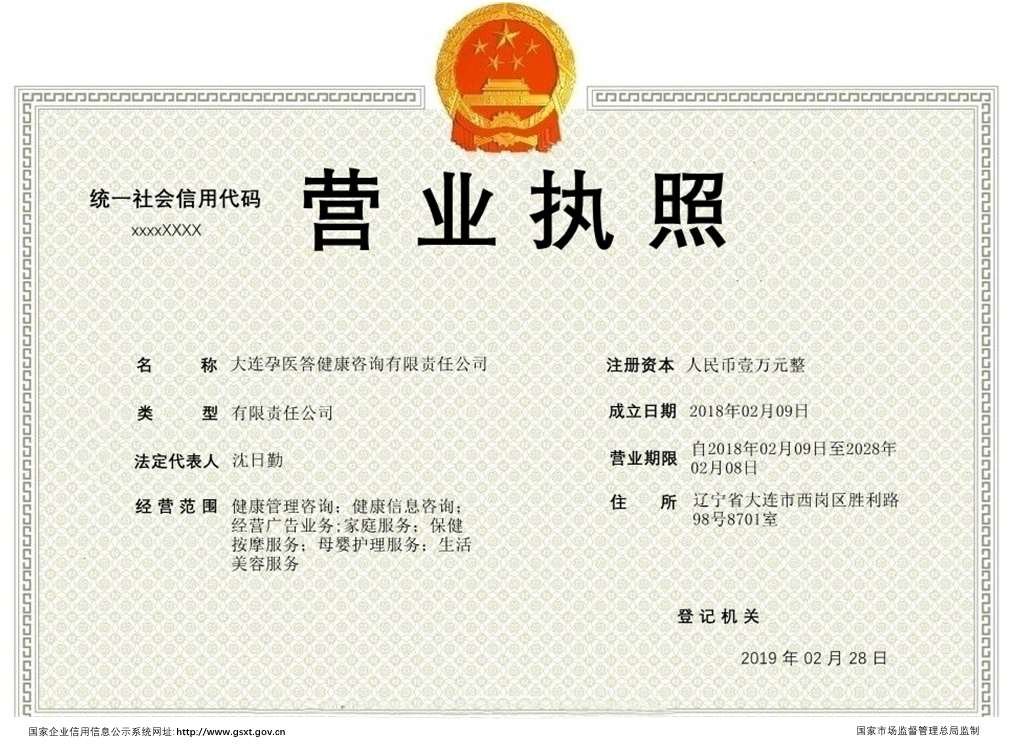 统一社会信用代码
xxxxXXXX
营业执照
名称 大连孕医答健康咨询有限责任公司
类型 有限责任公司
法定代表人 沈日勤
经营范围 健康管理咨询；健康信息咨询；
经营广告业务;家庭服务；保健
按摩服务；母婴护理服务；生活
美容服务
注册资本 人民币壹万元整
成立日期 2018年02月09日
营业期限 自2018年02月09日至2028年
02月08日
住所 辽宁省大连市西岗区胜利路
98号8701室
登记机关
2019 年 02 月 28 日
国家企业信用信息公示系统网址:http://www.gsxt.gov.cn
国家市场监督管理总局监制